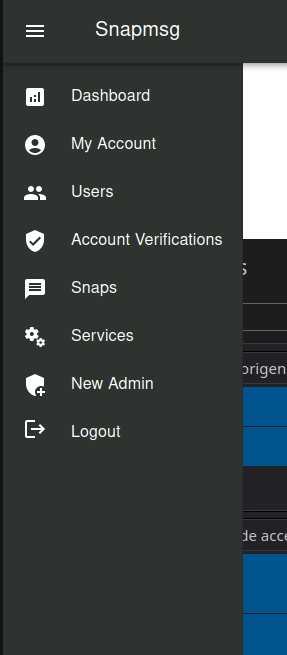 Snapmsg
Dashboard
My Account
Users
Account Verifications
s
Snaps
Services
origen
New Admin
Logout
de acce